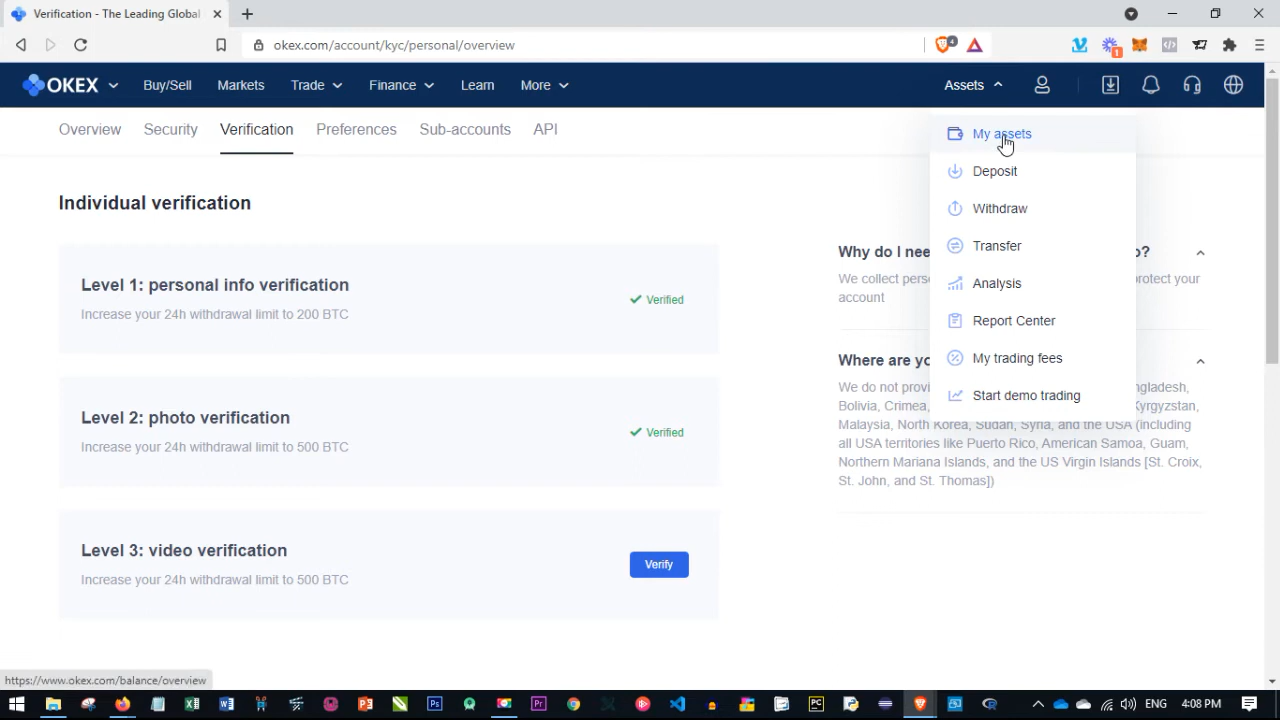 Verification - The Leading Global
okex.com/account/kyc/personal/overview
4
1
OKEX Buy/Sell Markets Trade Finance Learn More Assets
Overview Security Verification Preferences Sub-accounts API
My assets
Deposit
Withdraw
Transfer
Analysis
Report Center
My trading fees
Start demo trading
Individual verification
Level 1: personal info verification
Increase your 24h withdrawal limit to 200 BTC
Verified
Level 2: photo verification
Increase your 24h withdrawal limit to 500 BTC
Verified
Level 3: video verification
Increase your 24h withdrawal limit to 500 BTC
Verify
Why do I nee o?
We collect pers protect your
account
Where are yo
We do not provi ngladesh,
Bolivia, Crimea, Kyrgyzstan,
Malaysia, North Korea, Sudan, Syria, and the USA (including
all USA territories like Puerto Rico, American Samoa, Guam,
Northern Mariana Islands, and the US Virgin Islands [St. Croix,
St. John, and St. Thomas])
https://www.okex.com/balance/overview
ENG 4:08 PM